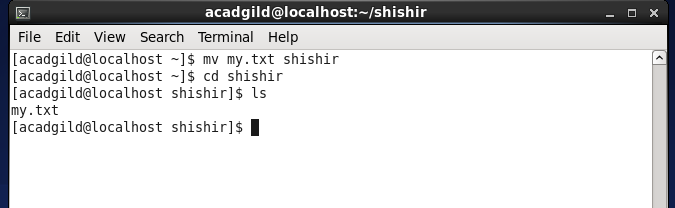 acadgild@localhost:~/shishir
File Edit View Search Terminal Help
[acadgild@localhost ~]$ mv my.txt shishir
[acadgild@localhost ~]$ cd shishir
[acadgild@localhost shishir]$ ls
my.txt
[acadgild@localhost shishir]$